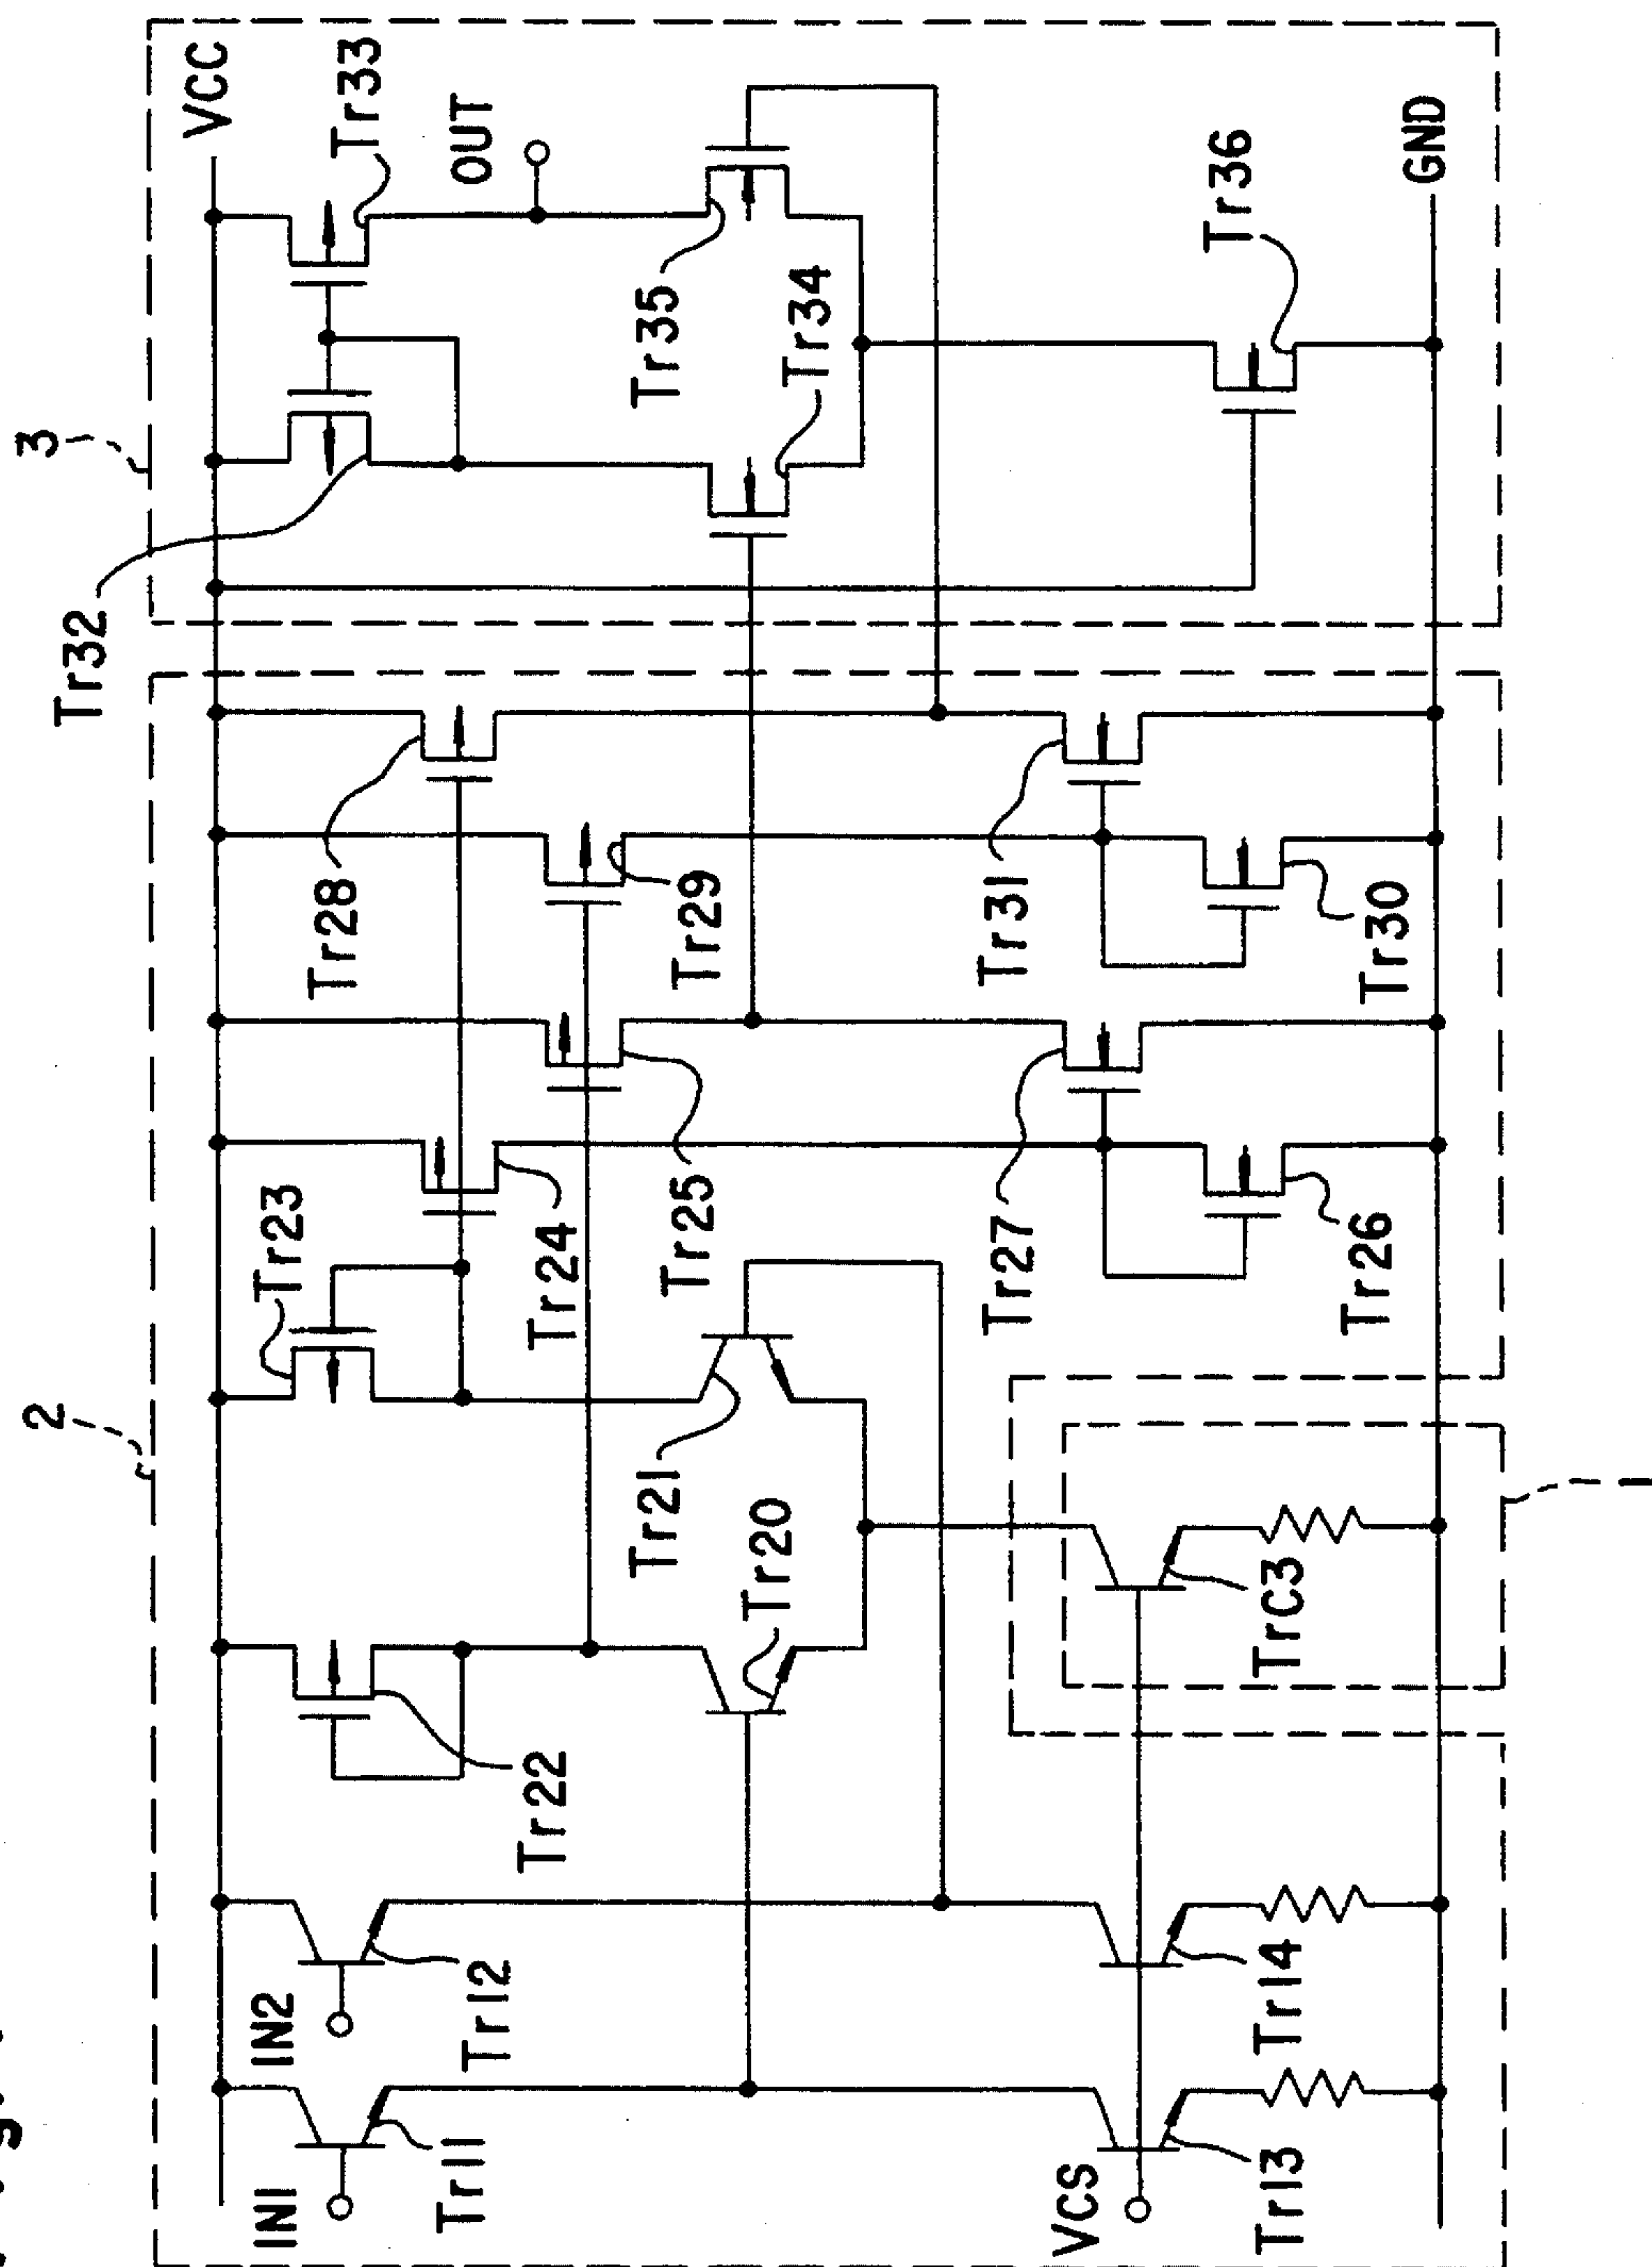 3
VCC
Tr33
OUT
Tr32
Tr35
Tr34
Tr36
GND
2
Tr28
Tr29
Tr31
Tr30
Tr23
Tr24
Tr25
Tr27
Tr26
Tr21
Tr20
TrC3
1
Tr22
IN2
Tr12
Tr14
IN1
Tr11
VCS
Tr13